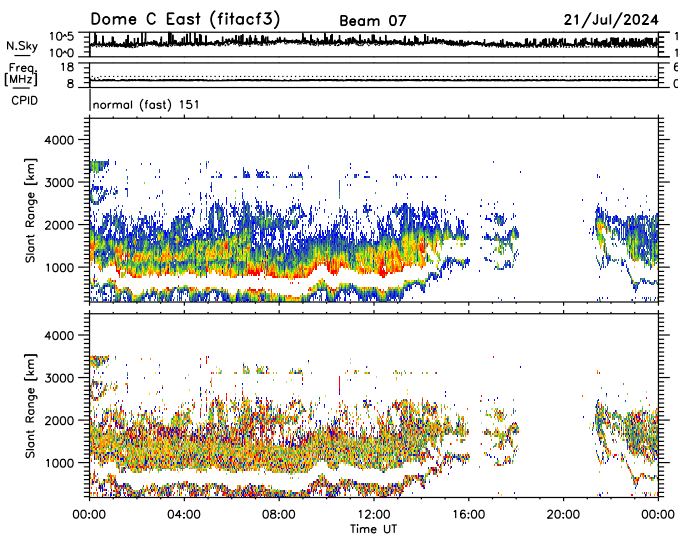 Dome C East (fitacf3) Beam 07 21/Jul/2024
N.Sky 10^5 10^0
Freq. [MHz] 18 8 6 0
CPID normal (fast) 151
4000
3000
2000
1000
Slant Range [km]
4000
3000
2000
1000
Slant Range [km]
00:00 04:00 08:00 12:00 16:00 20:00 00:00
Time UT